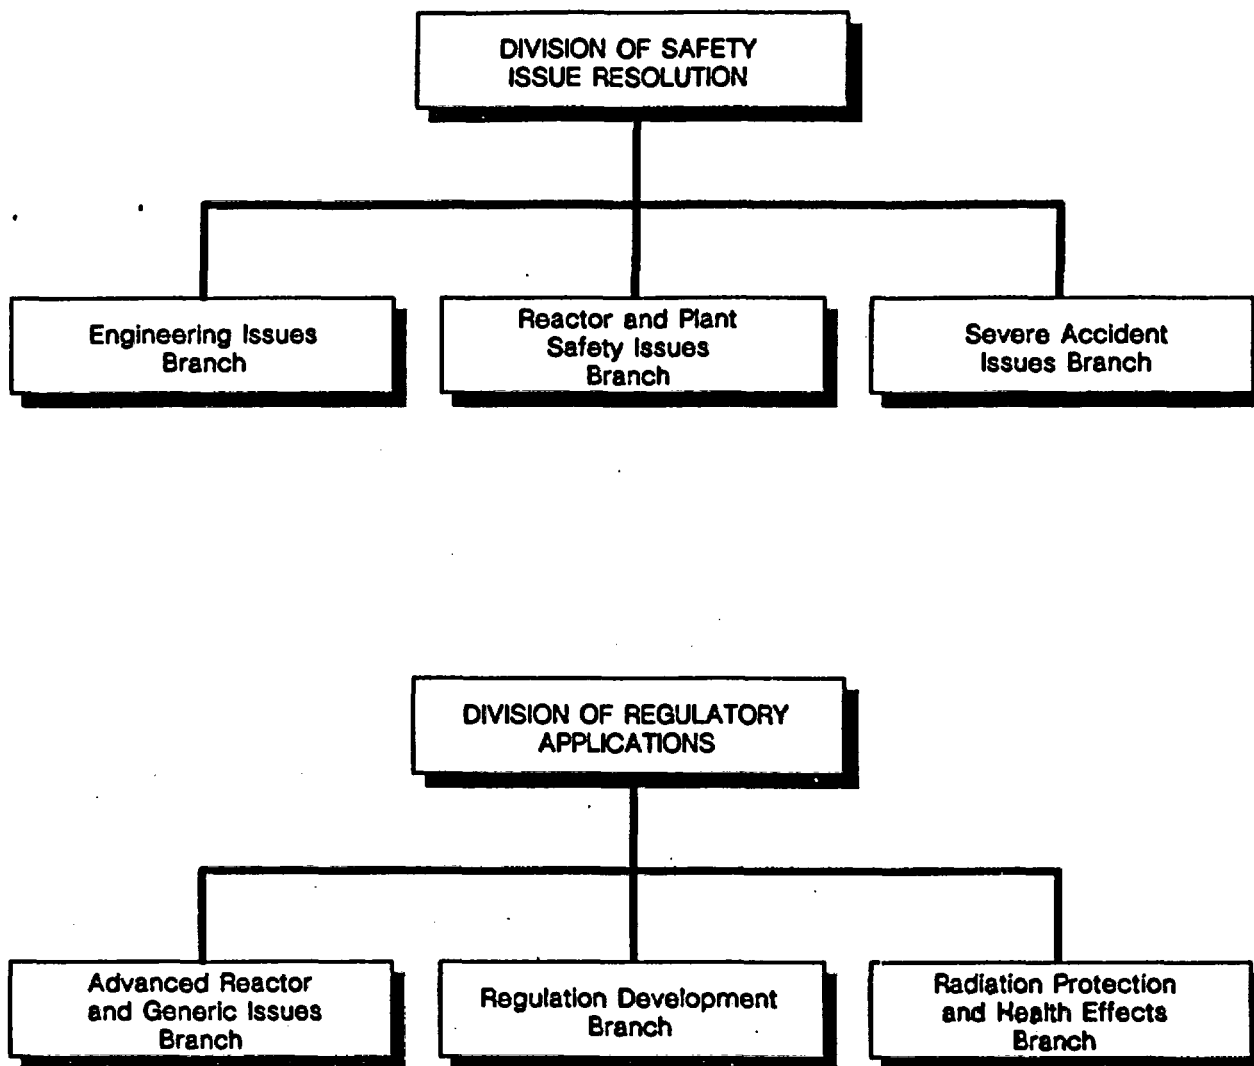 DIVISION OF SAFETY
ISSUE RESOLUTION
Engineering Issues
Branch
Reactor and Plant
Safety Issues
Branch
Severe Accident
Issues Branch
DIVISION OF REGULATORY
APPLICATIONS
Advanced Reactor
and Generic Issues
Branch
Regulation Development
Branch
Radiation Protection
and Health Effects
Branch